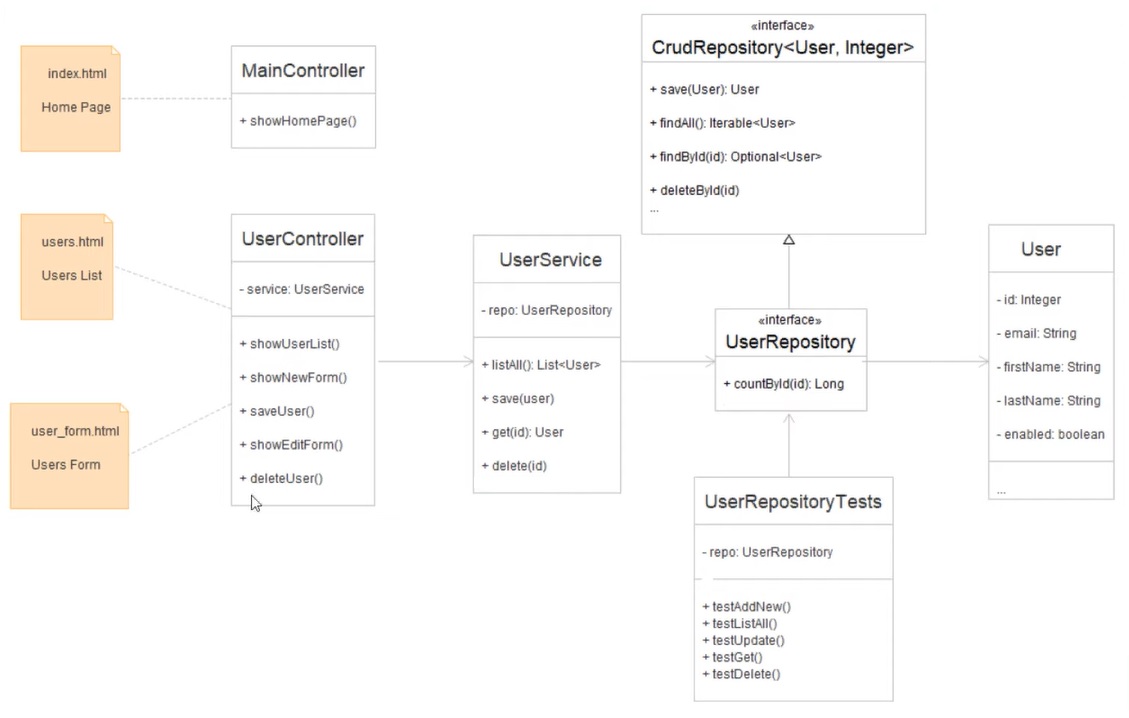 index.html
Home Page
MainController
+ showHomePage()
users.html
Users List
user_form.html
Users Form
UserController
- service: UserService
+ showUserList()
+ showNewForm()
+ saveUser()
+ showEditForm()
+ deleteUser()
UserService
- repo: UserRepository
+ listAll(): List<User>
+ save(user)
+ get(id): User
+ delete(id)
«interface»
CrudRepository<User, Integer>
+ save(User): User
+ findAll(): Iterable<User>
+ findById(id): Optional<User>
+ deleteById(id)
...
«interface»
UserRepository
+ countById(id): Long
UserRepositoryTests
- repo: UserRepository
+ testAddNew()
+ testListAll()
+ testUpdate()
+ testGet()
+ testDelete()
User
- id: Integer
- email: String
- firstName: String
- lastName: String
- enabled: boolean
...